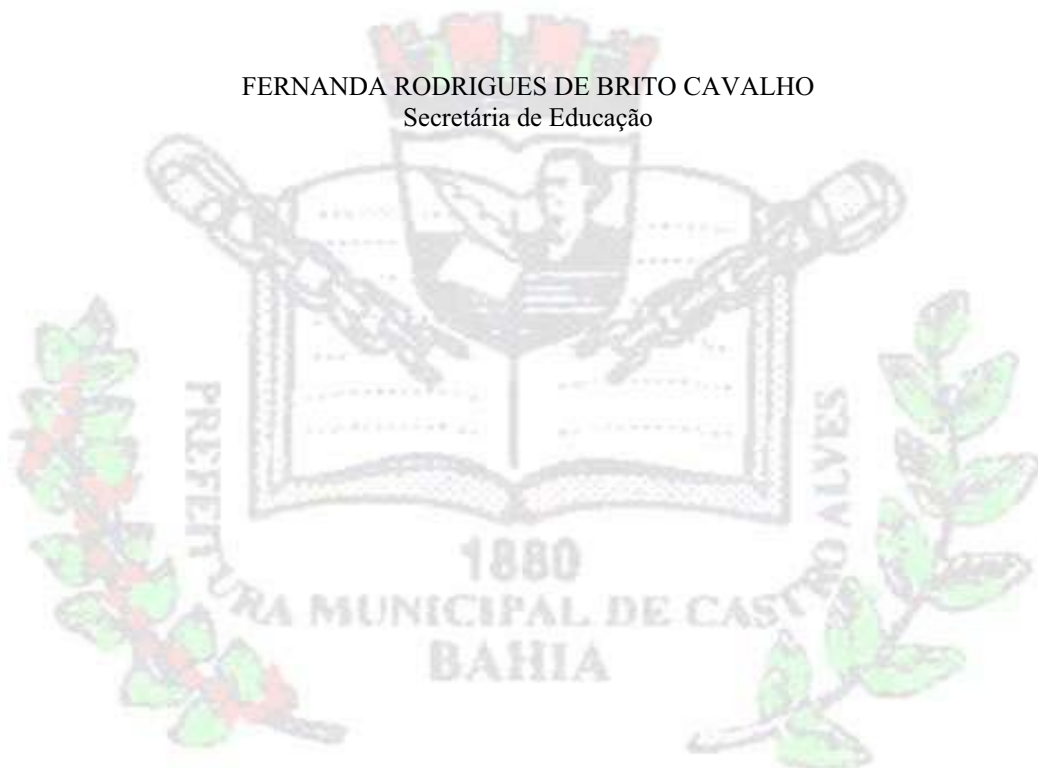 FERNANDA RODRIGUES DE BRITO CAVALHO
Secretária de Educação
PREFEITURA MUNICIPAL DE CASTRO ALVES
1880
BAHIA